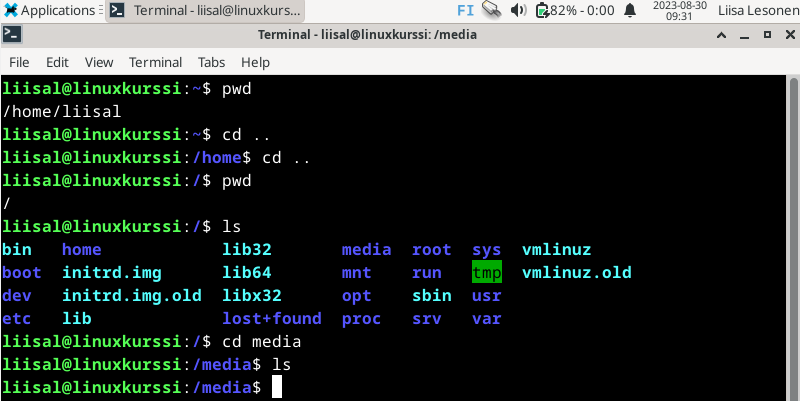 Applications Terminal - liisal@linuxkurs... FI 82% - 0:00 2023-08-30 Liisa Lesonen
09:31
Terminal - liisal@linuxkurssi: /media
File Edit View Terminal Tabs Help
liisal@linuxkurssi:~$ pwd
/home/liisal
liisal@linuxkurssi:~$ cd ..
liisal@linuxkurssi:/home$ cd ..
liisal@linuxkurssi:/$ pwd
/
liisal@linuxkurssi:/$ ls
bin home lib32 media root sys vmlinuz
boot initrd.img lib64 mnt run tmp vmlinuz.old
dev initrd.img.old libx32 opt sbin usr
etc lib lost+found proc srv var
liisal@linuxkurssi:/$ cd media
liisal@linuxkurssi:/media$ ls
liisal@linuxkurssi:/media$